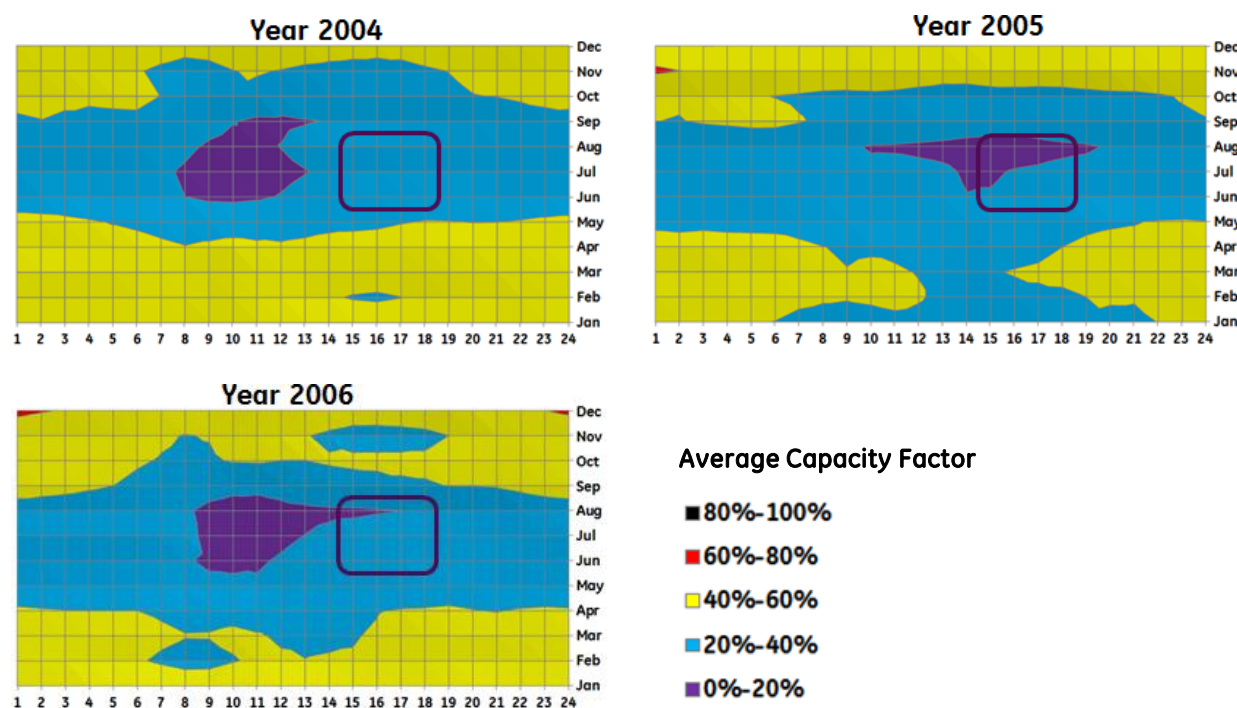 Year 2004
Dec
Nov
Oct
Sep
Aug
Jul
Jun
May
Apr
Mar
Feb
Jan
1 2 3 4 5 6 7 8 9 10 11 12 13 14 15 16 17 18 19 20 21 22 23 24
Year 2005
Dec
Nov
Oct
Sep
Aug
Jul
Jun
May
Apr
Mar
Feb
Jan
1 2 3 4 5 6 7 8 9 10 11 12 13 14 15 16 17 18 19 20 21 22 23 24
Year 2006
Dec
Nov
Oct
Sep
Aug
Jul
Jun
May
Apr
Mar
Feb
Jan
1 2 3 4 5 6 7 8 9 10 11 12 13 14 15 16 17 18 19 20 21 22 23 24
Average Capacity Factor
80%-100%
60%-80%
40%-60%
20%-40%
0%-20%